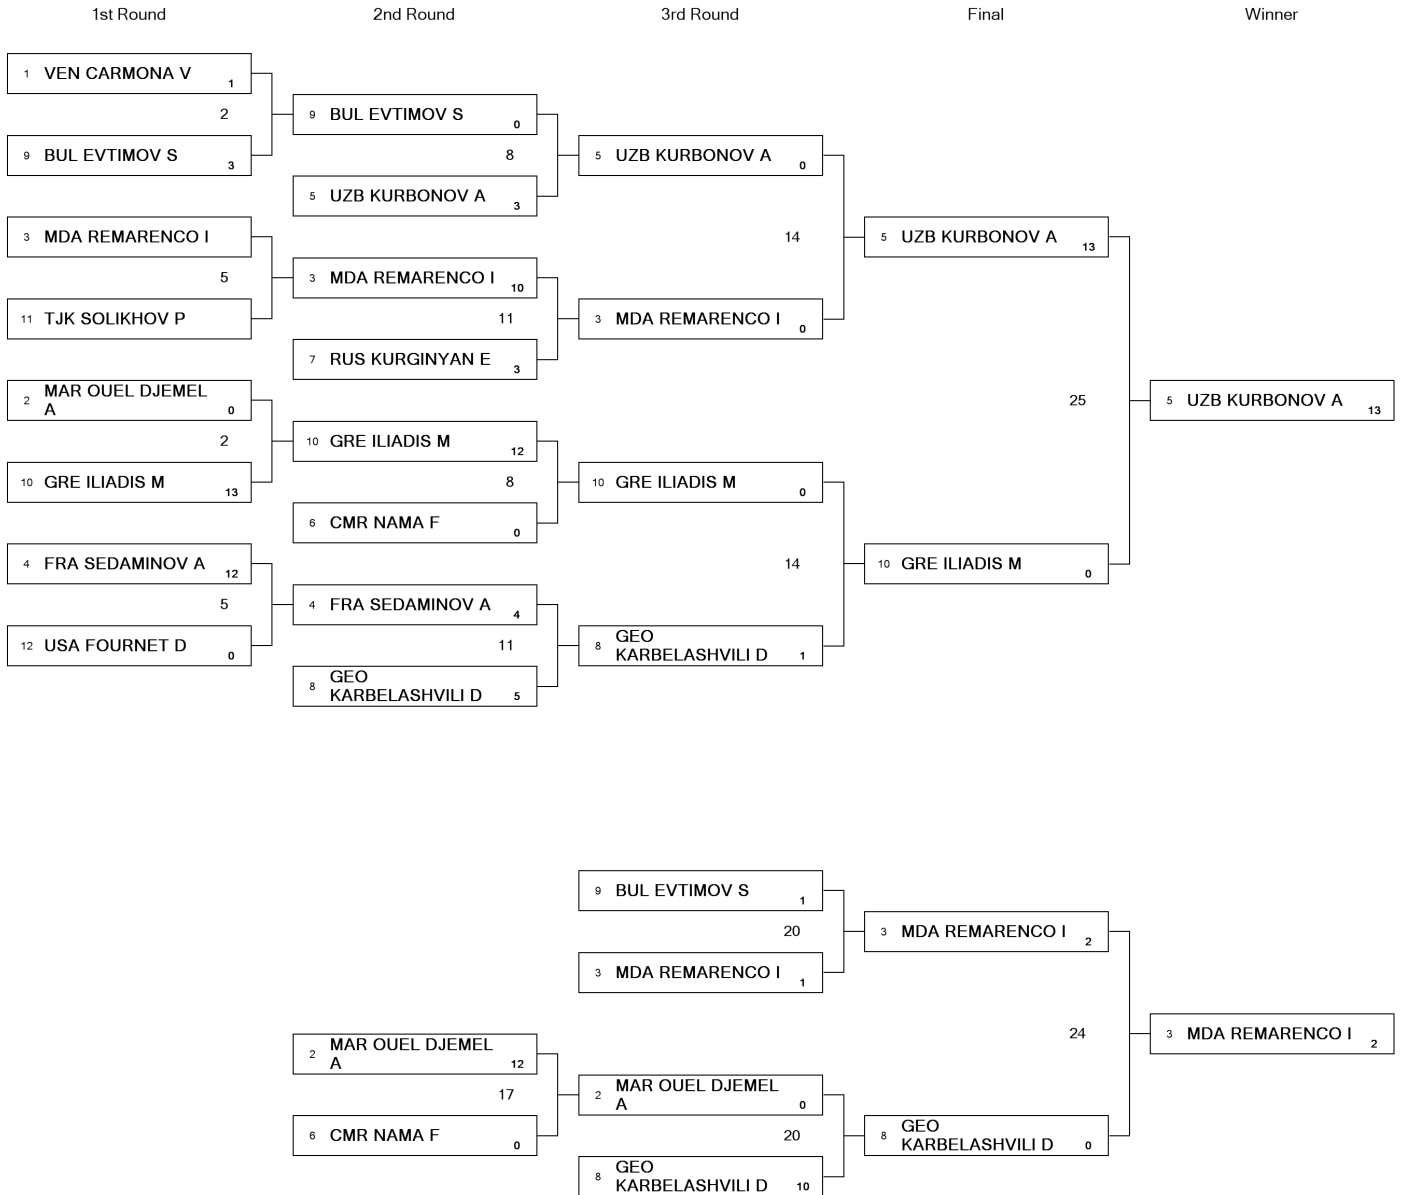 1st Round
2nd Round
3rd Round
Final
Winner
1 VEN CARMONA V 1
2
9 BUL EVTIMOV S 3
3 MDA REMARENCO I
5
11 TJK SOLIKHOV P
2 MAR OUEL DJEMEL
A 0
2
10 GRE ILIADIS M 13
4 FRA SEDAMINOV A 12
5
12 USA FOURNET D 0
9 BUL EVTIMOV S 0
8
5 UZB KURBONOV A 3
3 MDA REMARENCO I 10
11
7 RUS KURGINYAN E 3
10 GRE ILIADIS M 12
8
6 CMR NAMA F 0
4 FRA SEDAMINOV A 4
11
8 GEO
KARBELASHVILI D 5
5 UZB KURBONOV A 0
14
3 MDA REMARENCO I 0
10 GRE ILIADIS M 0
14
8 GEO
KARBELASHVILI D 1
5 UZB KURBONOV A 13
25
10 GRE ILIADIS M 0
5 UZB KURBONOV A 13
2 MAR OUEL DJEMEL
A 12
17
6 CMR NAMA F 0
9 BUL EVTIMOV S 1
20
3 MDA REMARENCO I 1
2 MAR OUEL DJEMEL
A 0
20
8 GEO
KARBELASHVILI D 10
3 MDA REMARENCO I 2
24
8 GEO
KARBELASHVILI D 0
3 MDA REMARENCO I 2